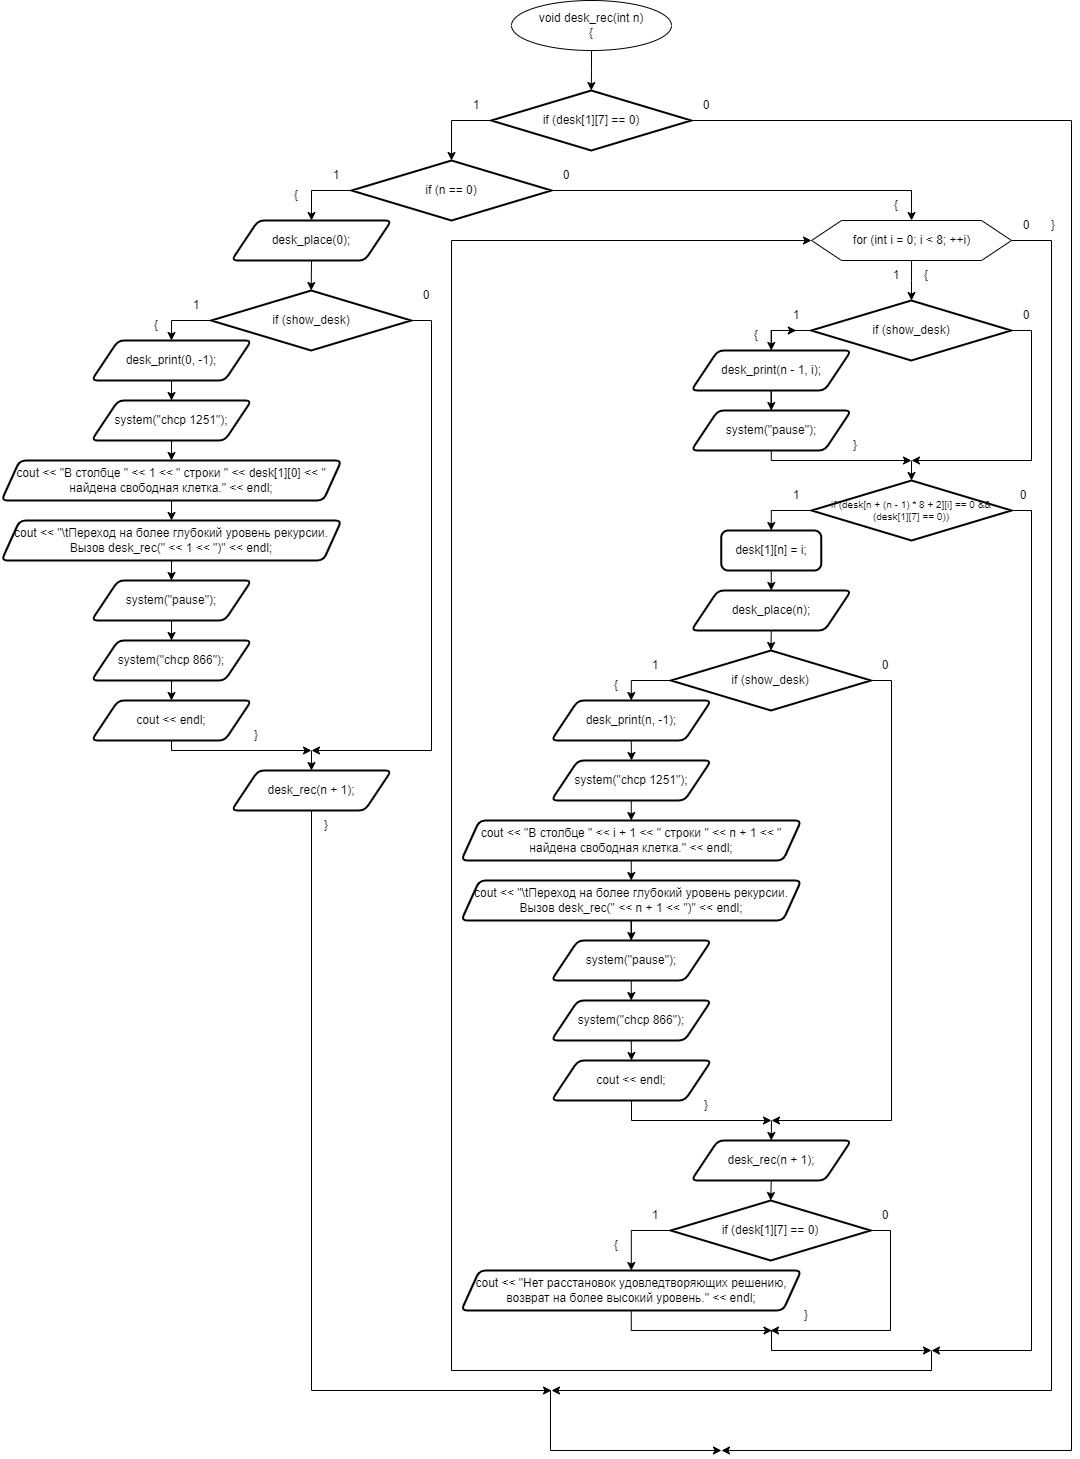 void desk_rec(int n)
{
1
0
if (desk[1][7] == 0)
1
0
if (n == 0)
{
{
desk_place(0);
for (int i = 0; i < 8; ++i)
0
}
1
{
1
0
if (show_desk)
{
desk_print(0, -1);
system("chcp 1251");
cout << "В столбце " << 1 << " строки " << desk[1][0] << "
найдена свободная клетка." << endl;
cout << "\tПереход на более глубокий уровень рекурсии.
Вызов desk_rec(" << 1 << ")" << endl;
system("pause");
system("chcp 866");
cout << endl;
}
desk_rec(n + 1);
}
1
0
if (show_desk)
{
desk_print(n - 1, i);
system("pause");
}
1
0
if (desk[n + (n - 1) * 8 + 2][i] == 0 &&
(desk[1][7] == 0))
desk[1][n] = i;
desk_place(n);
1
0
if (show_desk)
{
desk_print(n, -1);
system("chcp 1251");
cout << "В столбце " << i + 1 << " строки " << n + 1 << "
найдена свободная клетка." << endl;
cout << "\tПереход на более глубокий уровень рекурсии.
Вызов desk_rec(" << n + 1 << ")" << endl;
system("pause");
system("chcp 866");
cout << endl;
}
desk_rec(n + 1);
1
0
if (desk[1][7] == 0)
{
cout << "Нет расстановок удовледтворяющих решению,
возврат на более высокий уровень." << endl;
}